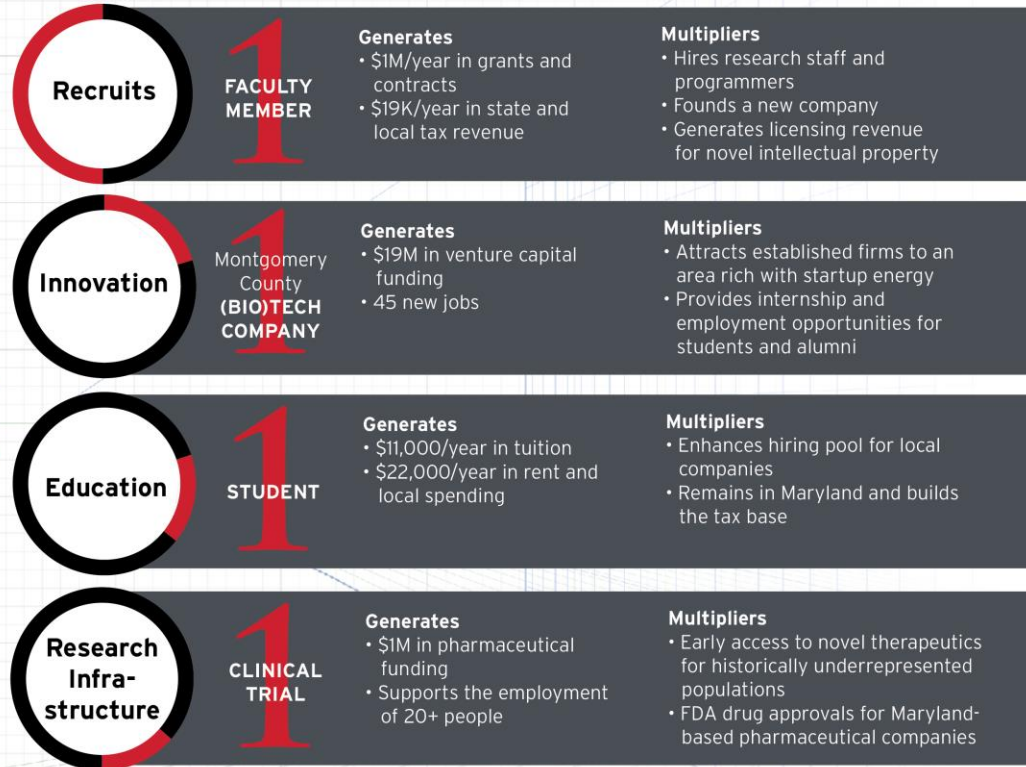 Recruits
1
FACULTY
MEMBER
Generates
• $1M/year in grants and
contracts
• $19K/year in state and
local tax revenue
Multipliers
• Hires research staff and
programmers
• Founds a new company
• Generates licensing revenue
for novel intellectual property
Innovation
1
Montgomery
County
(BIO)TECH
COMPANY
Generates
• $19M in venture capital
funding
• 45 new jobs
Multipliers
• Attracts established firms to an
area rich with startup energy
• Provides internship and
employment opportunities for
students and alumni
Education
1
STUDENT
Generates
• $11,000/year in tuition
• $22,000/year in rent and
local spending
Multipliers
• Enhances hiring pool for local
companies
• Remains in Maryland and builds
the tax base
Research
Infra-
structure
1
CLINICAL
TRIAL
Generates
• $1M in pharmaceutical
funding
• Supports the employment
of 20+ people
Multipliers
• Early access to novel therapeutics
for historically underrepresented
populations
• FDA drug approvals for Maryland-
based pharmaceutical companies